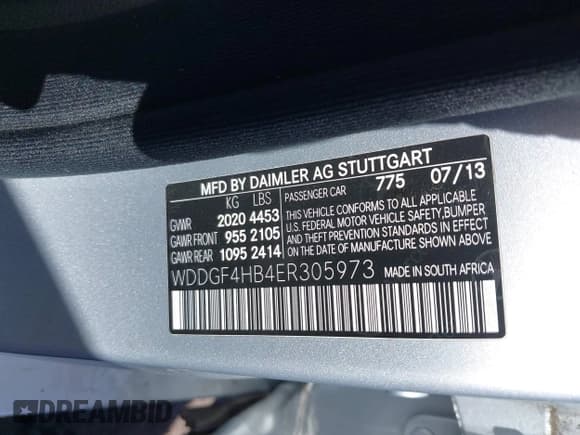 MFD BY DAIMLER AG STUTTGART
KG LBS
GVWR 2020 4453
GAWR FRONT 955 2105
GAWR REAR 1095 2414
PASSENGER CAR 775 07/13
THIS VEHICLE CONFORMS TO ALL APPLICABLE
U.S. FEDERAL MOTOR VEHICLE SAFETY, BUMPER
AND THEFT PREVENTION STANDARDS IN EFFECT
ON THE DATE OF MANUFACTURE SHOWN ABOVE
WDDGF4HB4ER305973 MADE IN SOUTH AFRICA
DREAMBID